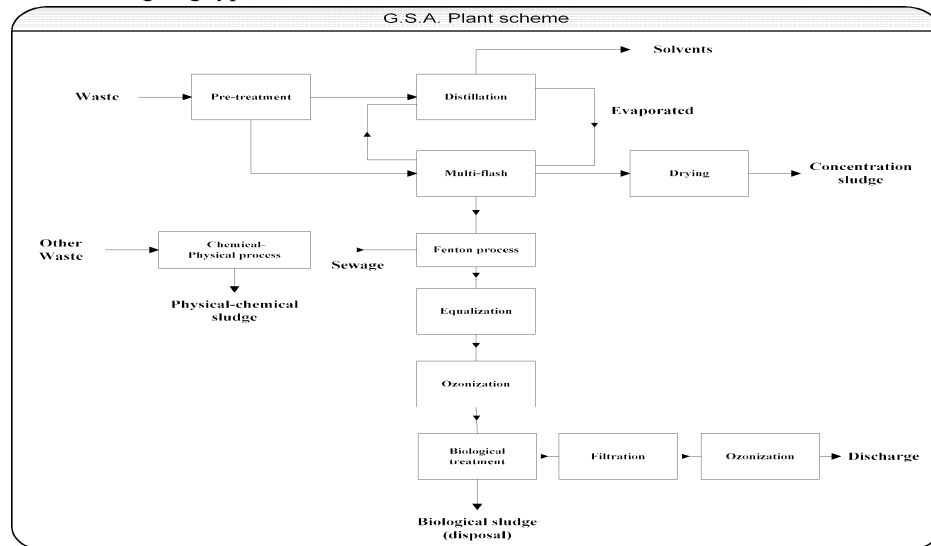 G.S.A. Plant scheme
Solvents
Waste
Pre-treatment
Distillation
Evaporated
Multi-flash
Drying
Concentration
sludge
Other
Waste
Chemical-
Physical process
Sewage
Fenton process
Physical-chemical
sludge
Equalization
Ozonization
Biological
treatment
Filtration
Ozonization
Discharge
Biological sludge
(disposal)